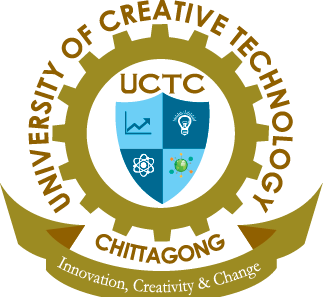 UNIVERSITY OF CREATIVE TECHNOLOGY
UCTC
CHITTAGONG
Innovation, Creativity & Change